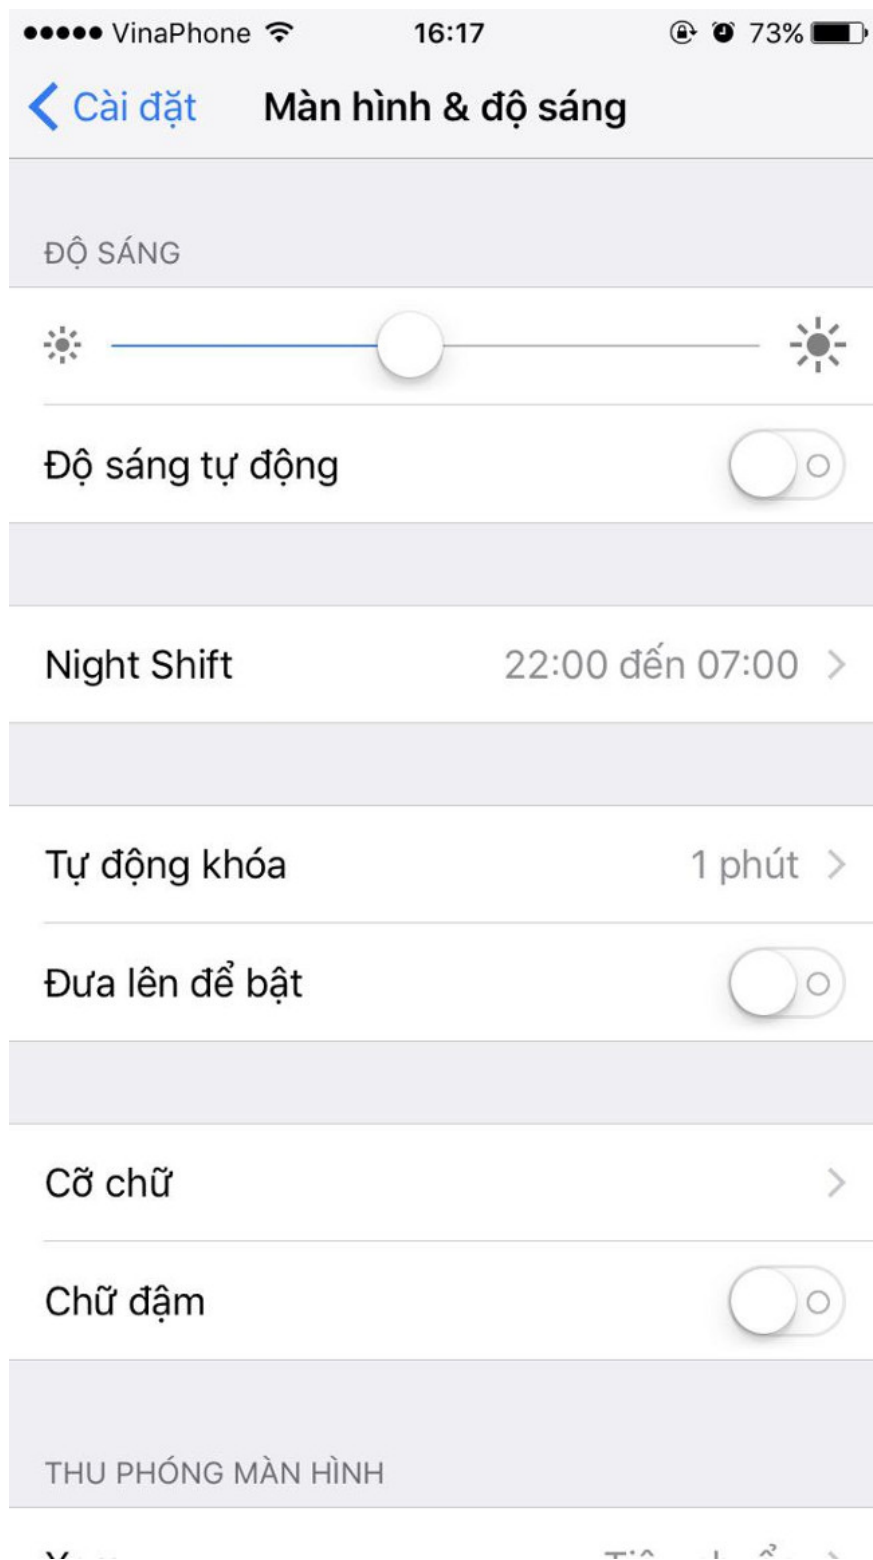 VinaPhone 16:17 73%
Cài đặt Màn hình & độ sáng
ĐỘ SÁNG
Độ sáng tự động
Night Shift 22:00 đến 07:00
Tự động khóa 1 phút
Đưa lên để bật
Cỡ chữ
Chữ đậm
THU PHÓNG MÀN HÌNH